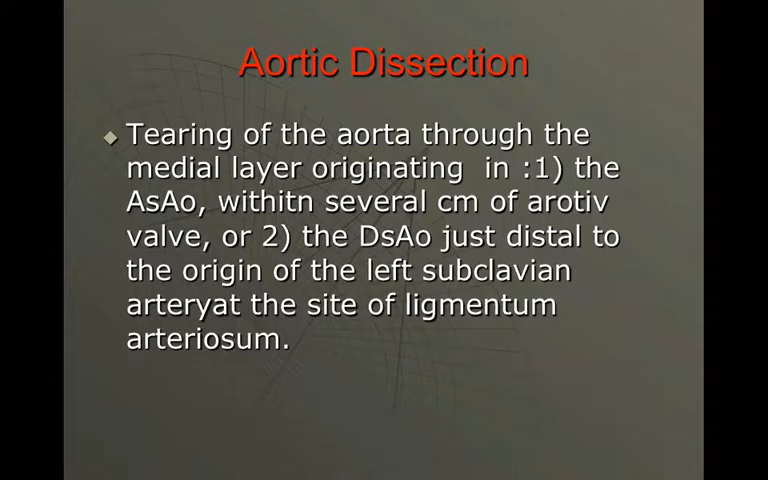 Aortic Dissection
Tearing of the aorta through the
medial layer originating  in :1) the
AsAo, withitn several cm of arotiv
valve, or 2) the DsAo just distal to
the origin of the left subclavian
arteryat the site of ligmentum
arteriosum.